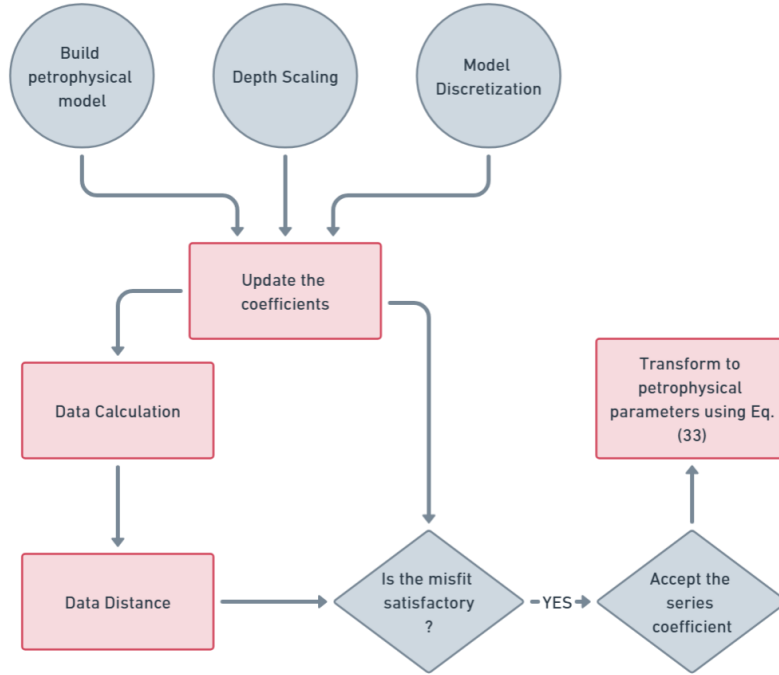 Build
petrophysical
model
Depth Scaling
Model
Discretization
Update the
coefficients
Transform to
petrophysical
parameters using Eq.
(33)
Data Calculation
Data Distance
Is the misfit
satisfactory
?
YES
Accept the
series
coefficient